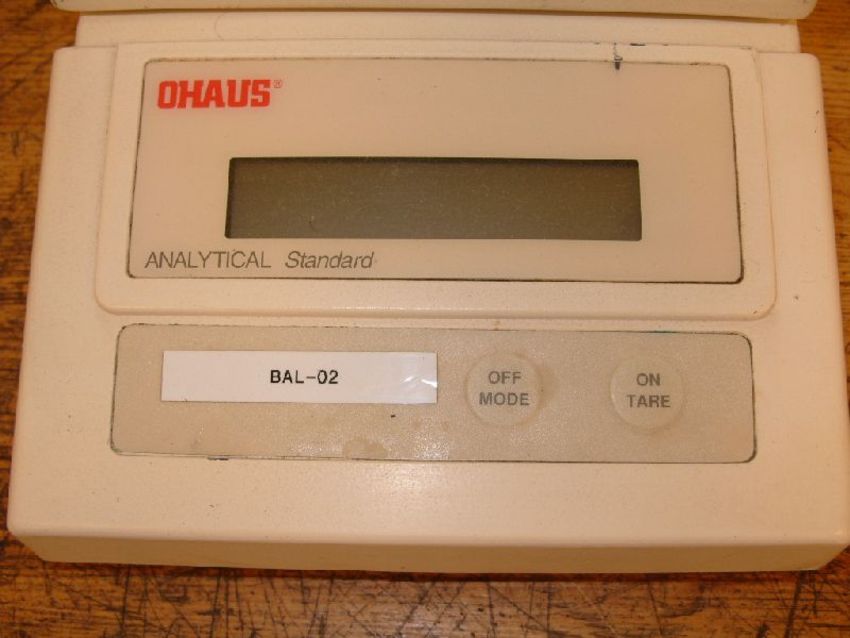 OHAUS®
ANALYTICAL Standard
BAL-02
OFF
MODE
ON
TARE